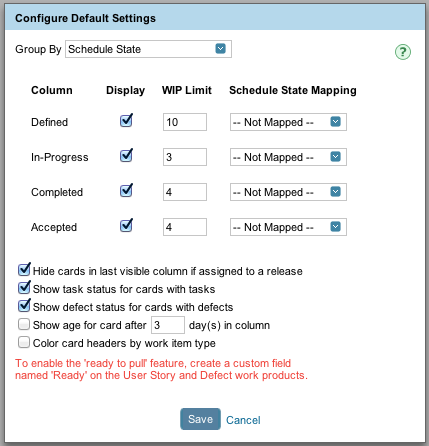 Configure Default Settings
Group By Schedule State
?
Column Display WIP Limit Schedule State Mapping
Defined 10 -- Not Mapped --
In-Progress 3 -- Not Mapped --
Completed 4 -- Not Mapped --
Accepted 4 -- Not Mapped --
Hide cards in last visible column if assigned to a release
Show task status for cards with tasks
Show defect status for cards with defects
Show age for card after 3 day(s) in column
Color card headers by work item type
To enable the 'ready to pull' feature, create a custom field
named 'Ready' on the User Story and Defect work products.
Save Cancel